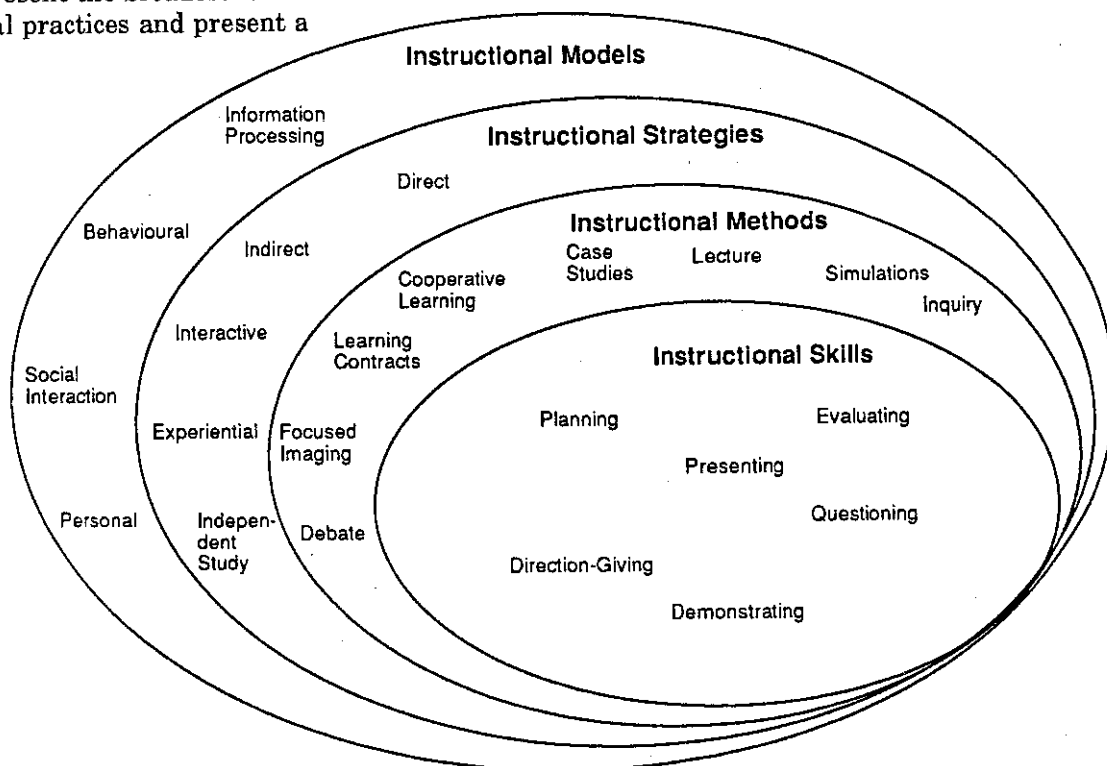 al practices and present a
Instructional Models
Information
Processing
Behavioural
Social
Interaction
Personal
Instructional Strategies
Direct
Indirect
Interactive
Experiential
Indepen-
dent
Study
Instructional Methods
Case
Studies
Lecture
Simulations
Inquiry
Cooperative
Learning
Learning
Contracts
Focused
Imaging
Debate
Instructional Skills
Planning
Evaluating
Presenting
Questioning
Direction-Giving
Demonstrating